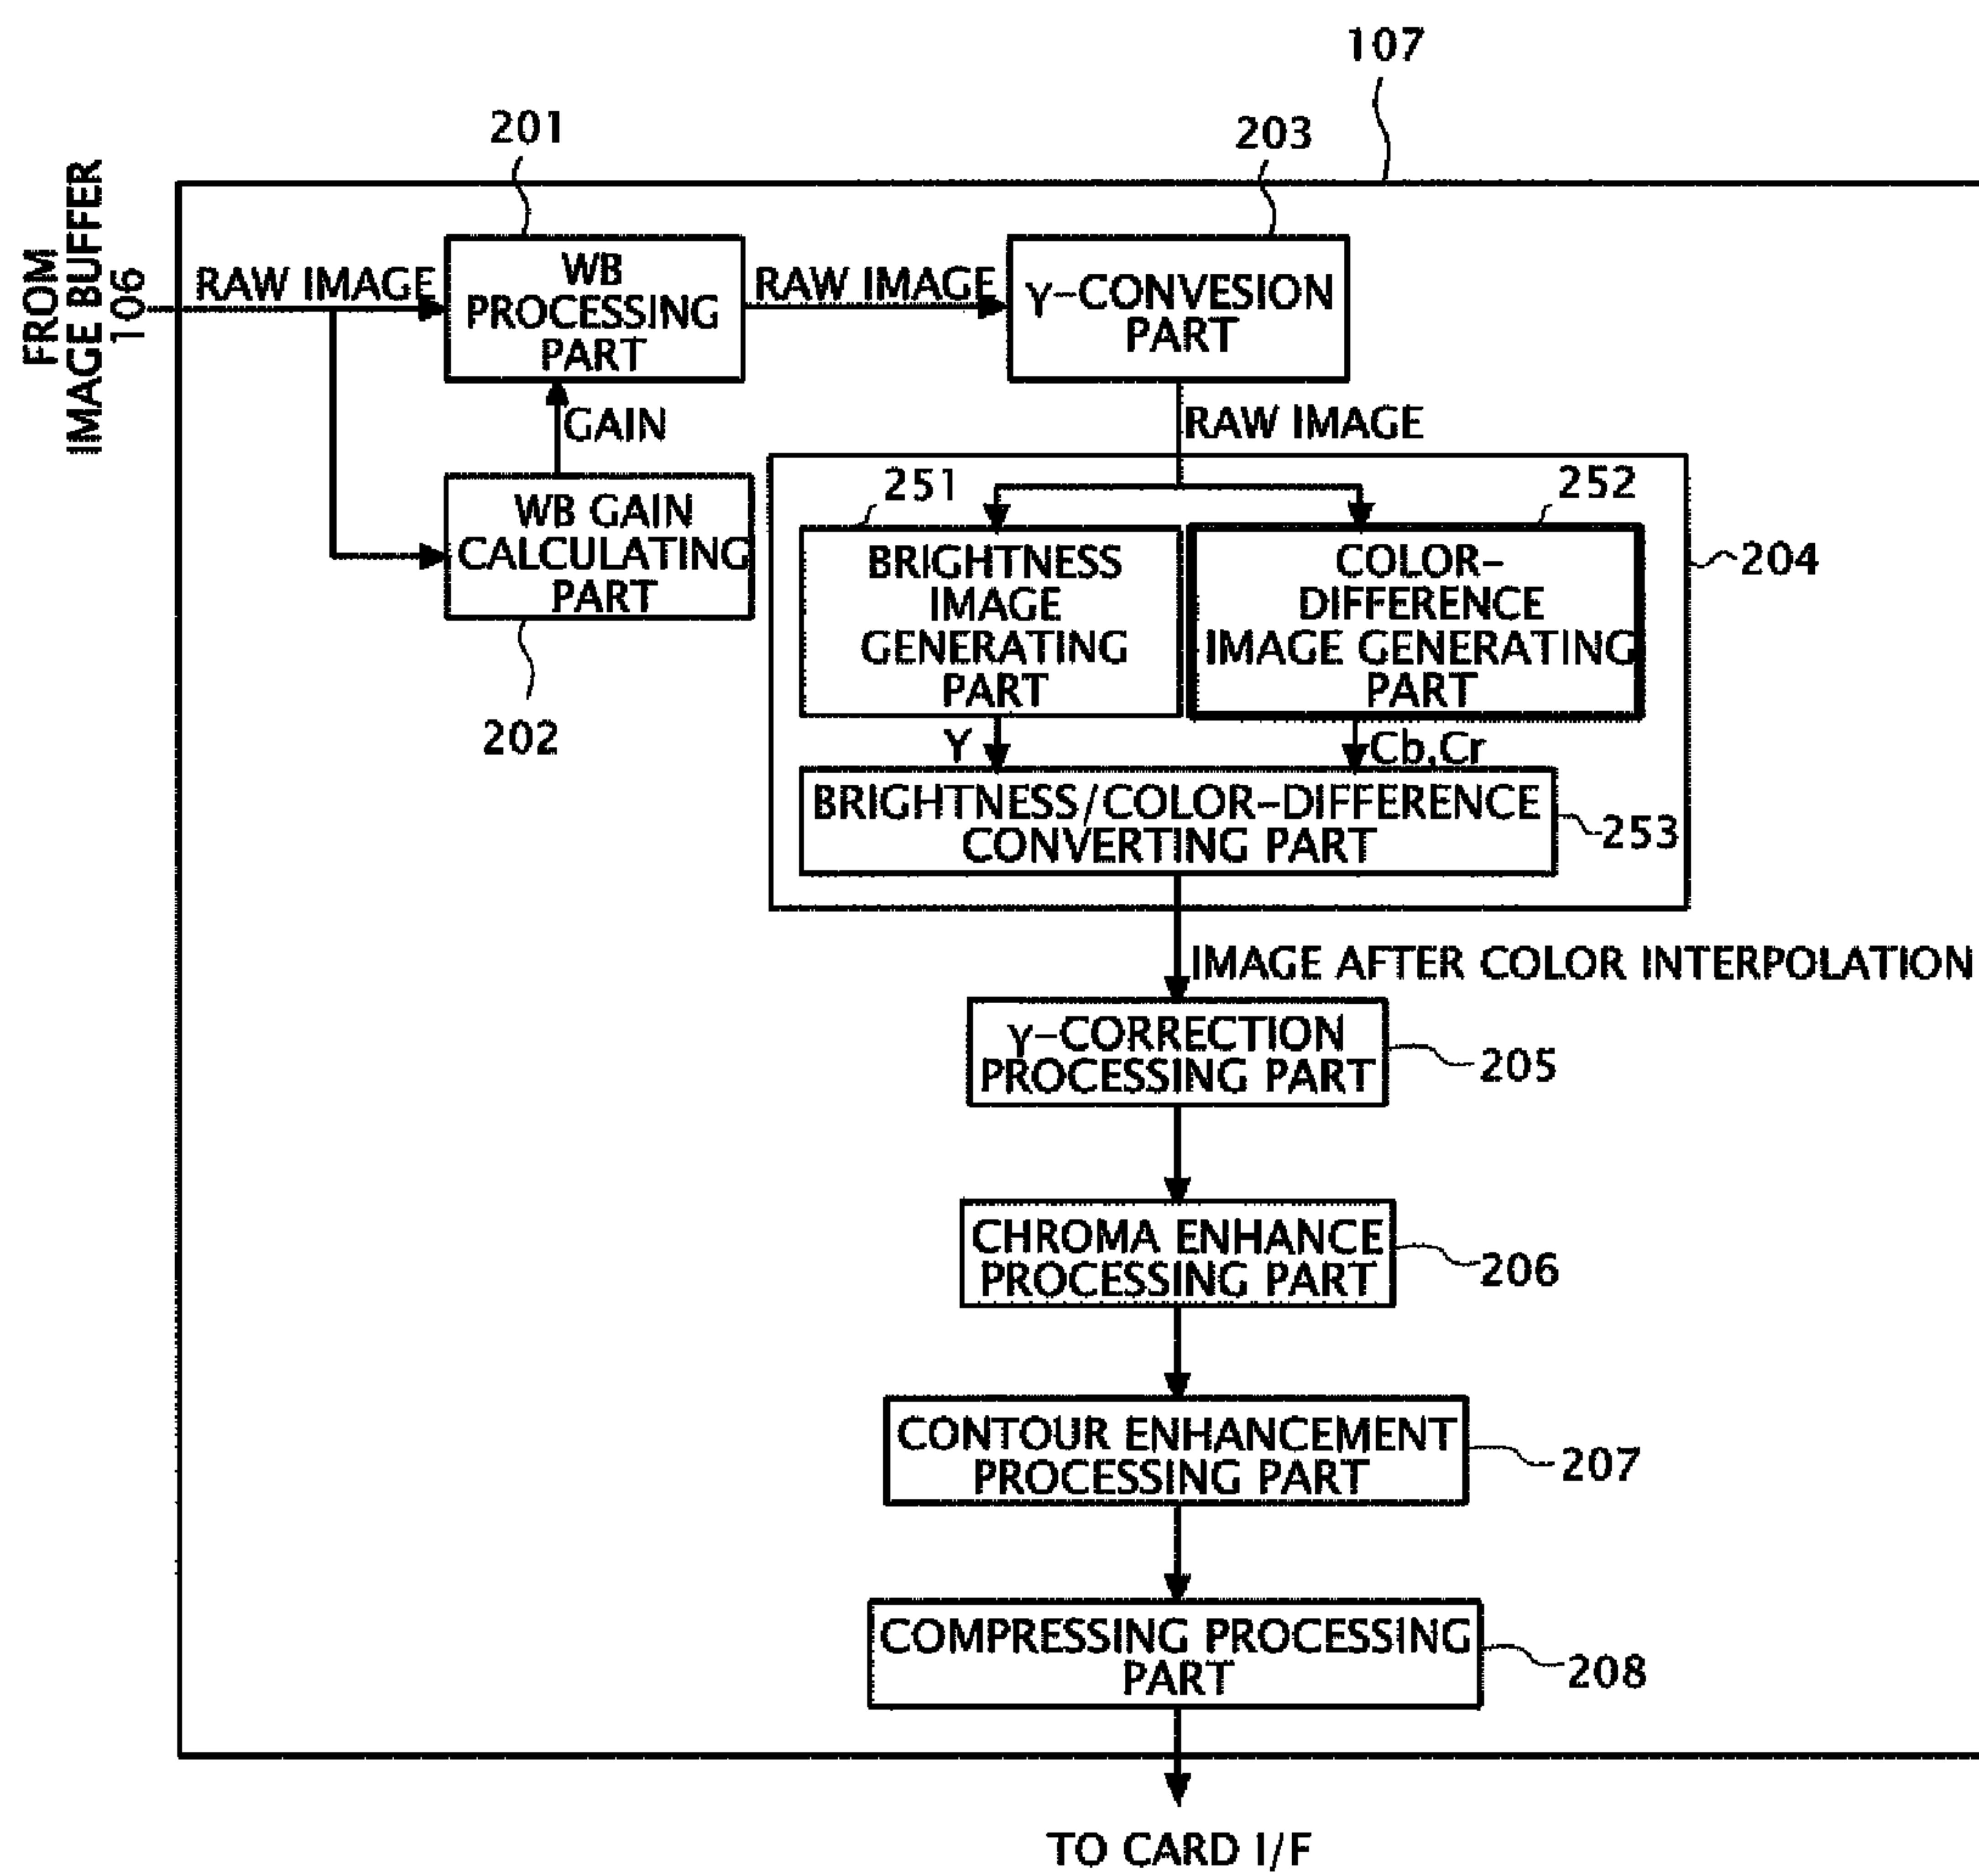 107
201
203
FROM
IMAGE BUFFER
106
RAW IMAGE
WB
PROCESSING
PART
RAW IMAGE
γ-CONVESION
PART
GAIN
RAW IMAGE
WB GAIN
CALCULATING
PART
202
251
252
204
BRIGHTNESS
IMAGE
GENERATING
PART
COLOR-
DIFFERENCE
IMAGE GENERATING
PART
Y
Cb,Cr
BRIGHTNESS/COLOR-DIFFERENCE
CONVERTING PART
253
IMAGE AFTER COLOR INTERPOLATION
γ-CORRECTION
PROCESSING PART
205
CHROMA ENHANCE
PROCESSING PART
206
CONTOUR ENHANCEMENT
PROCESSING PART
207
COMPRESSING PROCESSING
PART
208
TO CARD I/F